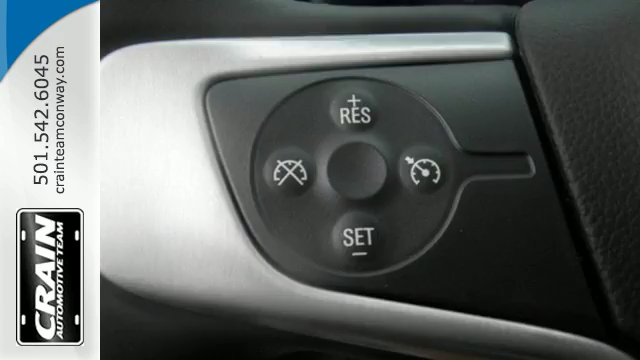 501.542.6045
crainteamconway.com
CRAIN
AUTOMOTIVE TEAM
+
RES
SET
−